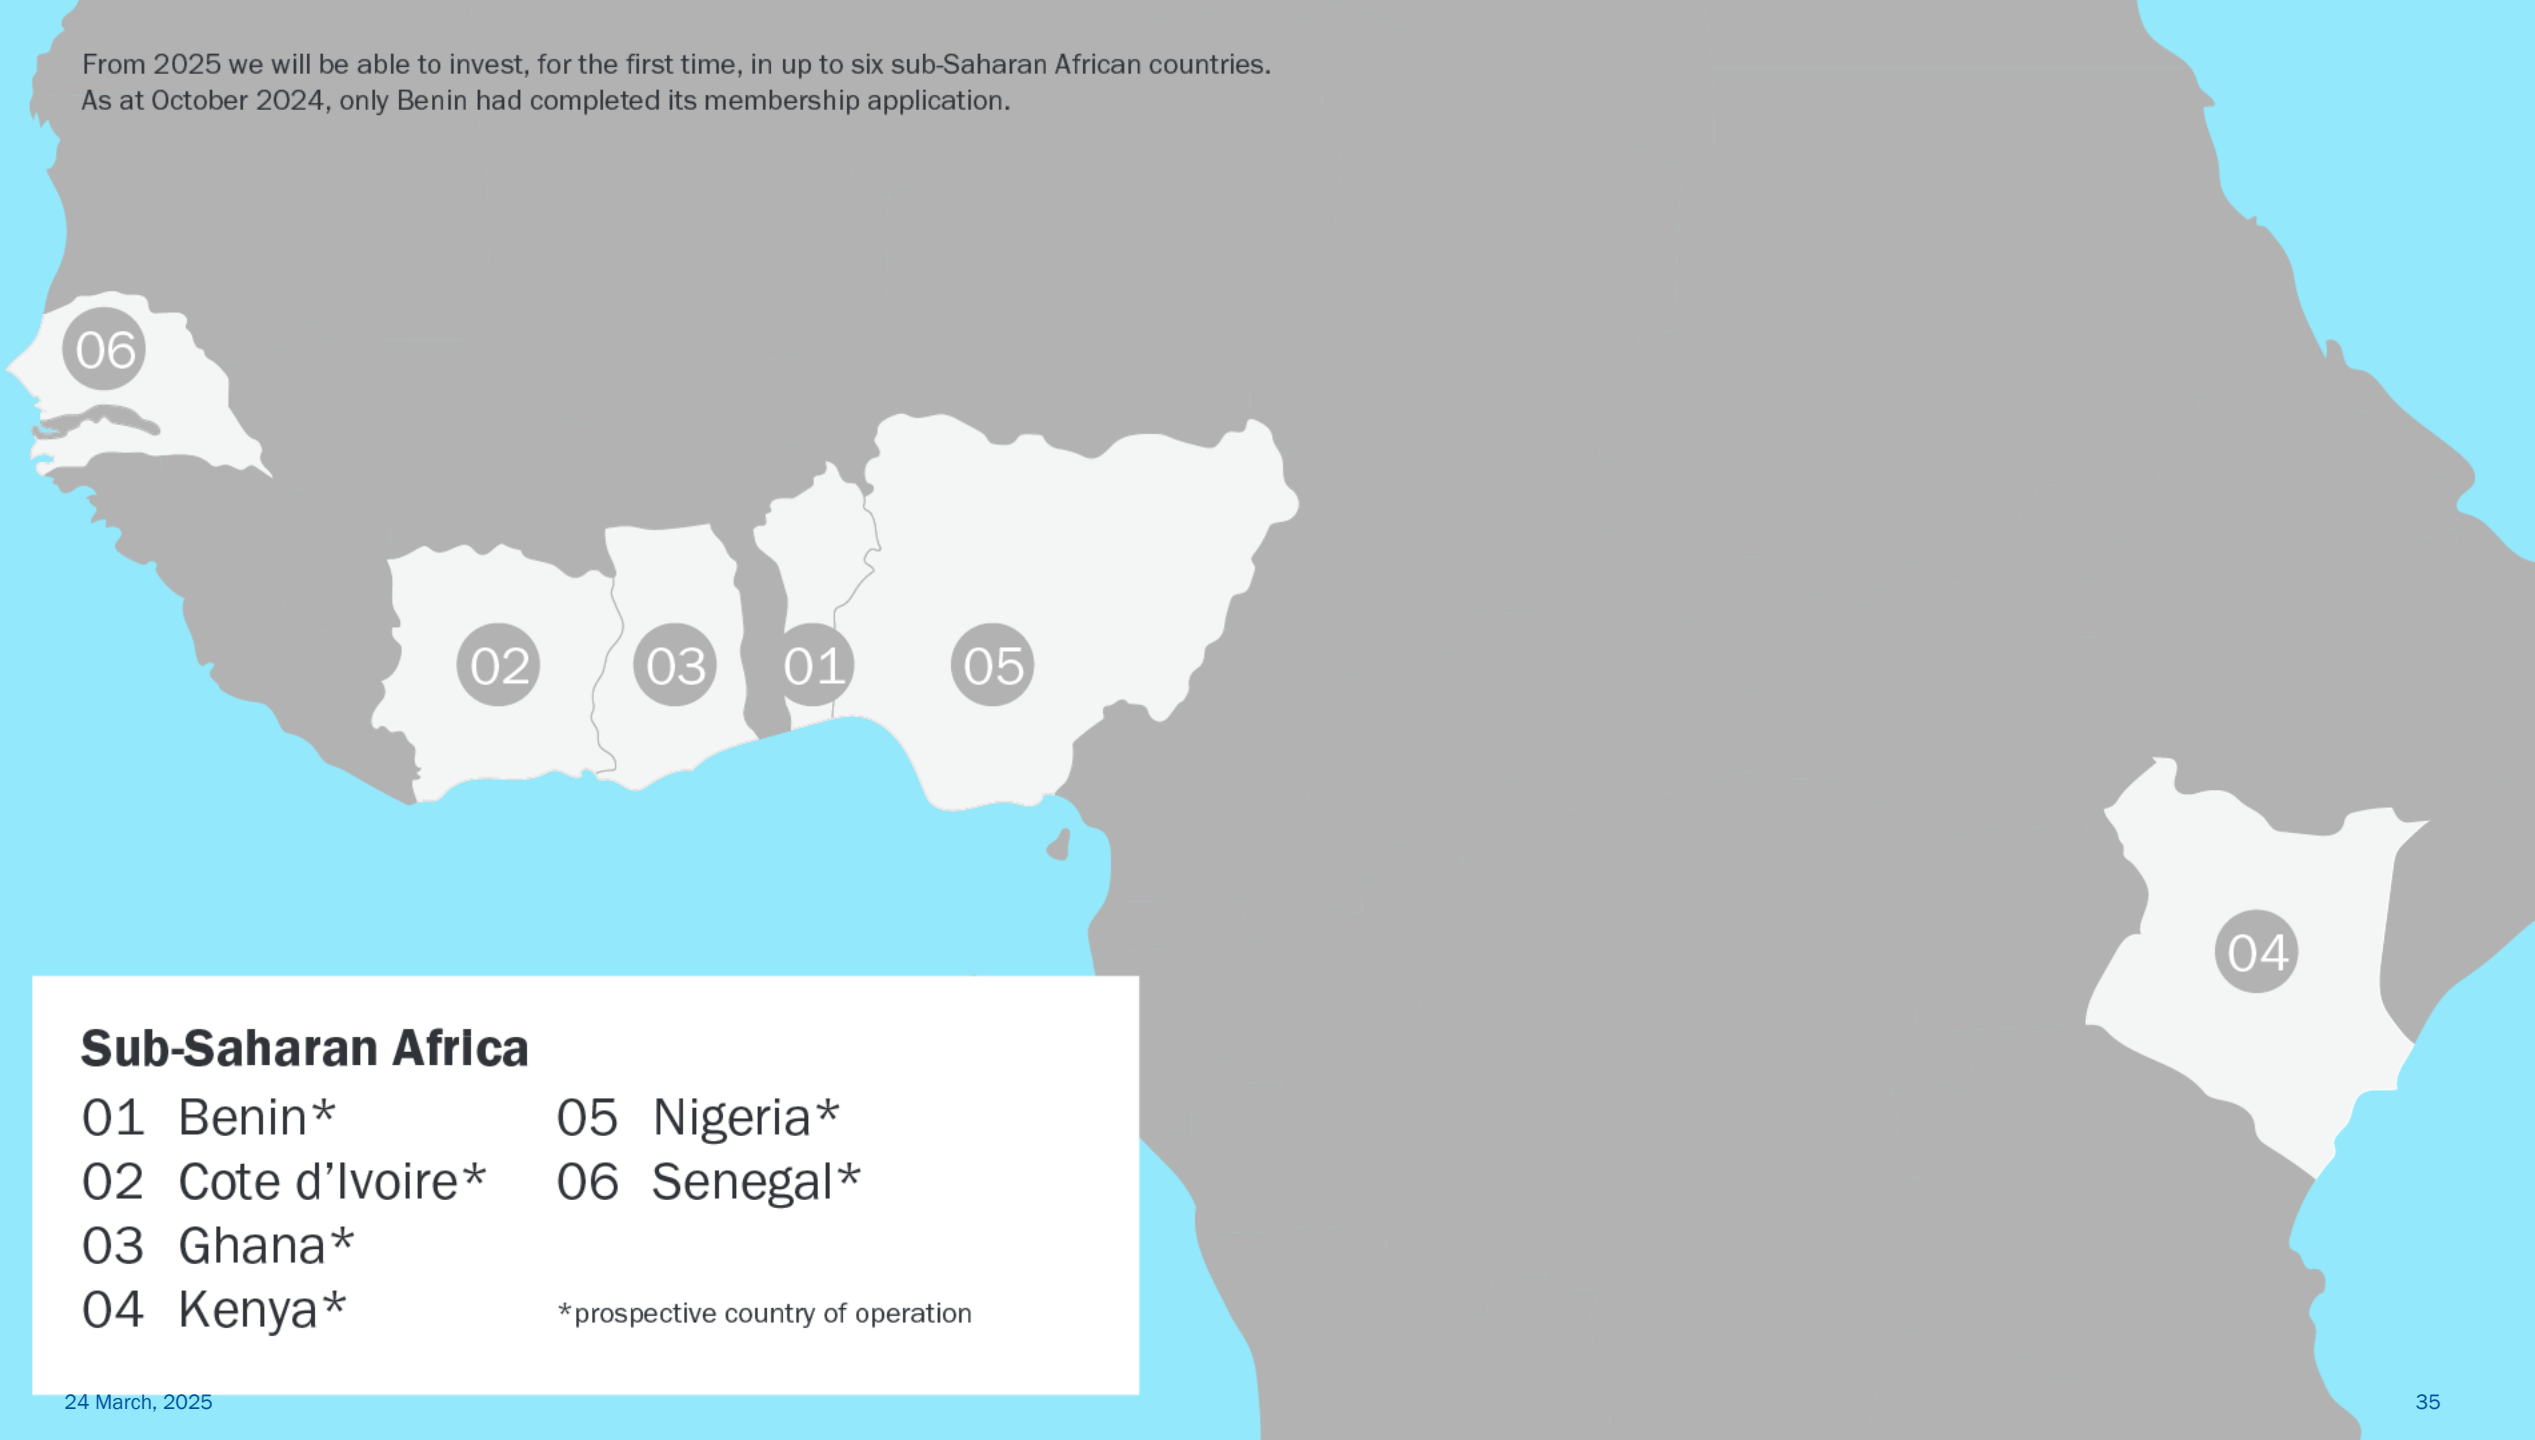 From 2025 we will be able to invest, for the first time, in up to six sub-Saharan African countries.
As at October 2024, only Benin had completed its membership application.
06
02
03
01
05
04
Sub-Saharan Africa
01 Benin*
02 Cote d’Ivoire*
03 Ghana*
04 Kenya*
05 Nigeria*
06 Senegal*
*prospective country of operation
24 March, 2025
35